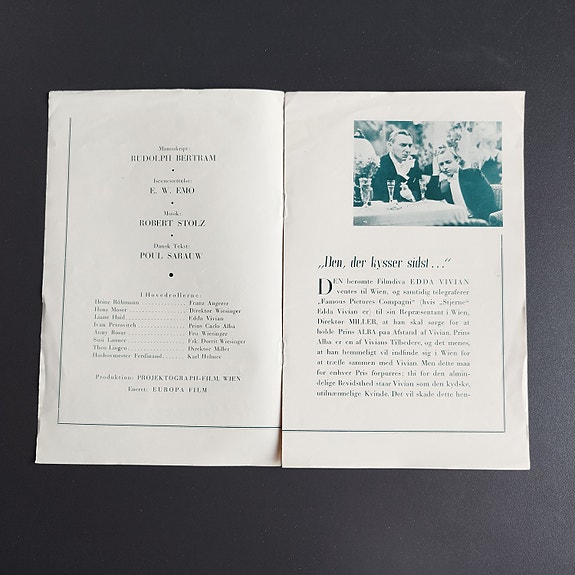 Manuskript:
RUDOLPH BERTRAM
•
Iscenesættelse:
E. W. EMO
•
Musik:
ROBERT STOLZ
•
Dansk Tekst:
POUL SARAUW
•
I Hovedrollerne:
Heinz Rühmann . . . . . . . . . . . . Franz Angerer
Hans Moser . . . . . . . . . . . . Direktør Wiesinger
Liane Haid . . . . . . . . . . . . Edda Vivian
Ivan Petrovitch . . . . . . . . . . . . Prins Carlo Alba
Anny Rosar . . . . . . . . . . . . Fru Wiesinger
Susi Lanner . . . . . . . . . . . . Frk. Dorrit Wiesinger
Theo Lingen . . . . . . . . . . . . Direktør Miller
Hushovmester Ferdinand . . . . . . Karl Hehner
Produktion: PROJEKTOGRAPH-FILM, WIEN
Eneret: EUROPA FILM
„Den, der kysser sidst . . .“
DEN berømte Filmdiva EDDA VIVIAN
ventes til Wien, og samtidig telegraferer
„Famous Pictures Compagni“ (hvis „Stjerne“
Edda Vivian er) til sin Repræsentant i Wien,
Direktør MILLER, at han skal sørge for at
holde Prins ALBA paa Afstand af Vivian. Prins
Alba er en af Vivians Tilbedere, og det menes,
at han hemmeligt vil indfinde sig i Wien for
at træffe sammen med Vivian. Men dette maa
for enhver Pris forpurres; thi for den almin-
delige Bevidsthed staar Vivian som den kydske,
utilnærmelige Kvinde. Det vil skade dette hen-